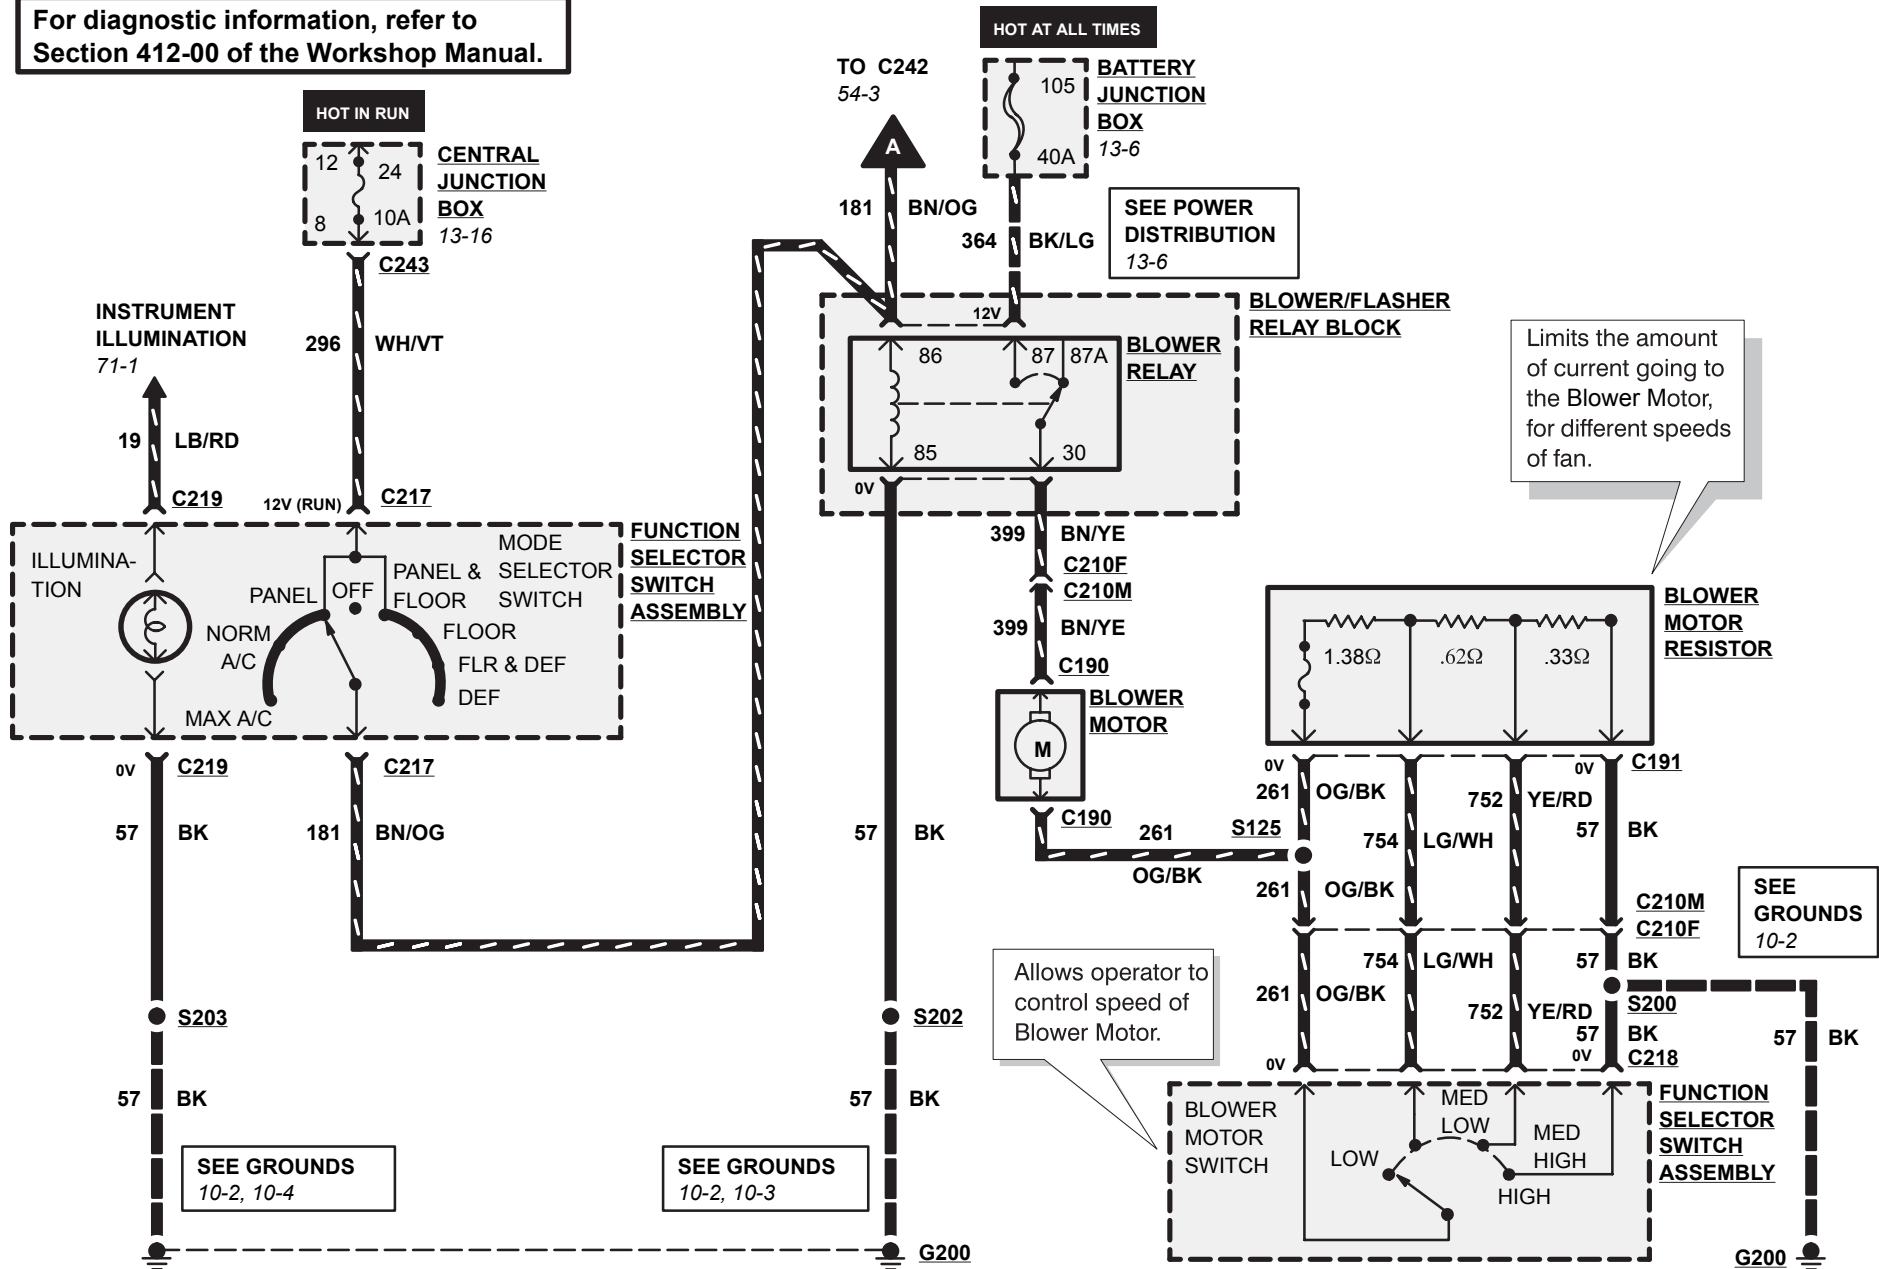 For diagnostic information, refer to
Section 412-00 of the Workshop Manual.
HOT IN RUN
12
24
8
10A
CENTRAL
JUNCTION
BOX
13-16
C243
INSTRUMENT
ILLUMINATION
71-1
296 WH/VT
19 LB/RD
C219
12V (RUN)
C217
ILLUMINA-
TION
PANEL
OFF
PANEL &
FLOOR
MODE
SELECTOR
SWITCH
NORM
A/C
FLOOR
FLR & DEF
DEF
MAX A/C
FUNCTION
SELECTOR
SWITCH
ASSEMBLY
0V
C219
C217
57 BK
181 BN/OG
S203
57 BK
SEE GROUNDS
10-2, 10-4
TO C242
54-3
A
181 BN/OG
HOT AT ALL TIMES
105
40A
BATTERY
JUNCTION
BOX
13-6
364 BK/LG
SEE POWER
DISTRIBUTION
13-6
12V
BLOWER/FLASHER
RELAY BLOCK
86
87
87A
BLOWER
RELAY
85
30
0V
399 BN/YE
C210F
C210M
399 BN/YE
C190
BLOWER
MOTOR
M
C190
261
OG/BK
57 BK
S202
57 BK
SEE GROUNDS
10-2, 10-3
G200
Limits the amount
of current going to
the Blower Motor,
for different speeds
of fan.
1.38Ω
.62Ω
.33Ω
BLOWER
MOTOR
RESISTOR
0V
0V
C191
261 OG/BK
752 YE/RD
S125
754 LG/WH
57 BK
261 OG/BK
C210M
C210F
SEE
GROUNDS
10-2
754 LG/WH
57 BK
261 OG/BK
S200
752 YE/RD
57 BK
57 BK
0V
0V
C218
Allows operator to
control speed of
Blower Motor.
BLOWER
MOTOR
SWITCH
MED
LOW
MED
HIGH
LOW
HIGH
FUNCTION
SELECTOR
SWITCH
ASSEMBLY
G200